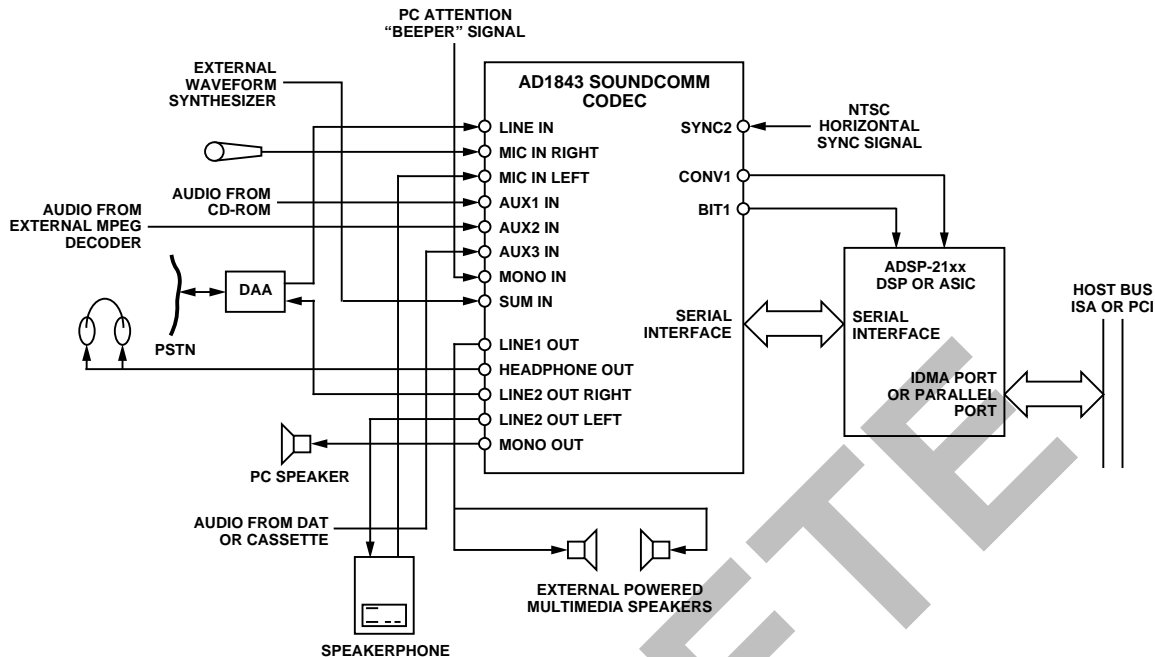 PC ATTENTION
“BEEPER” SIGNAL
EXTERNAL
WAVEFORM
SYNTHESIZER
AD1843 SOUNDCOMM
CODEC
LINE IN
MIC IN RIGHT
MIC IN LEFT
AUX1 IN
AUX2 IN
AUX3 IN
MONO IN
SUM IN
LINE1 OUT
HEADPHONE OUT
LINE2 OUT RIGHT
LINE2 OUT LEFT
MONO OUT
SYNC2
CONV1
BIT1
SERIAL
INTERFACE
NTSC
HORIZONTAL
SYNC SIGNAL
AUDIO FROM
CD-ROM
AUDIO FROM
EXTERNAL MPEG
DECODER
DAA
PSTN
ADSP-21xx
DSP OR ASIC
SERIAL
INTERFACE
IDMA PORT
OR PARALLEL
PORT
HOST BUS
ISA OR PCI
PC SPEAKER
AUDIO FROM DAT
OR CASSETTE
EXTERNAL POWERED
MULTIMEDIA SPEAKERS
SPEAKERPHONE
ETE